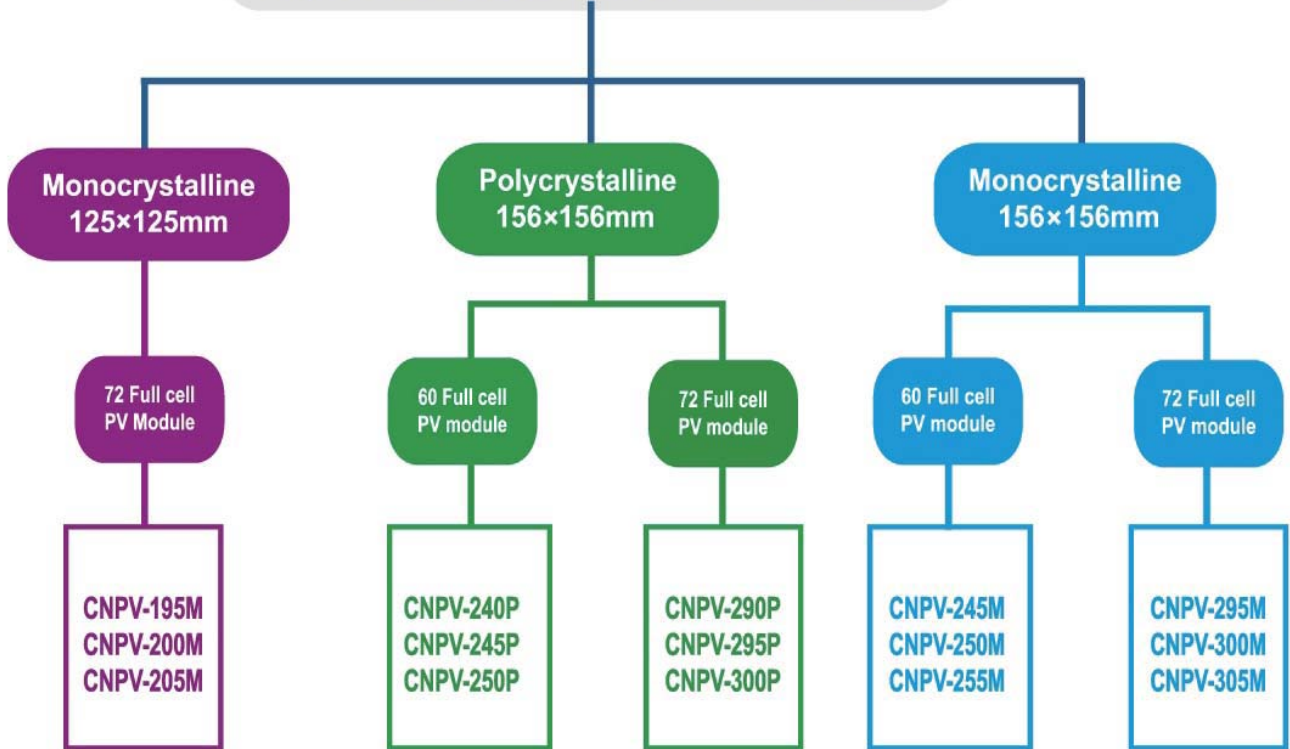 Monocrystalline
125×125mm
Polycrystalline
156×156mm
Monocrystalline
156×156mm
72 Full cell
PV Module
60 Full cell
PV module
72 Full cell
PV module
60 Full cell
PV module
72 Full cell
PV module
CNPV-195M
CNPV-200M
CNPV-205M
CNPV-240P
CNPV-245P
CNPV-250P
CNPV-290P
CNPV-295P
CNPV-300P
CNPV-245M
CNPV-250M
CNPV-255M
CNPV-295M
CNPV-300M
CNPV-305M